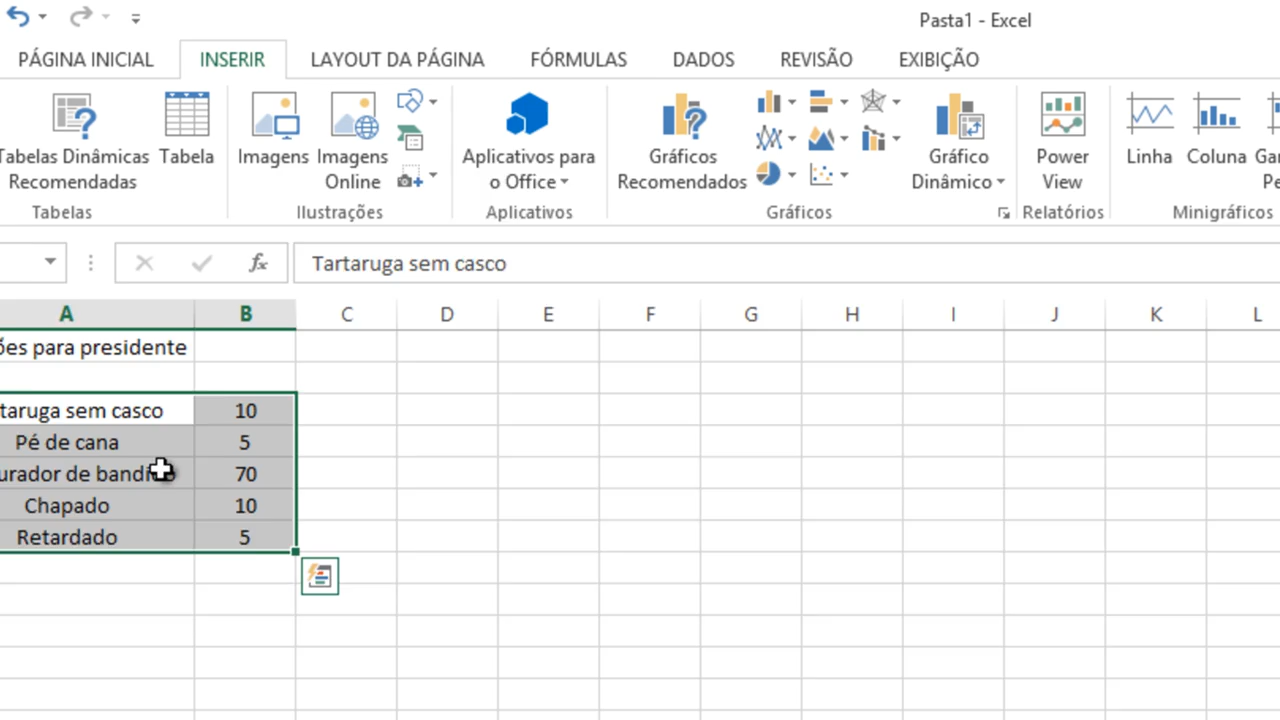 Pasta1 - Excel
PÁGINA INICIAL INSERIR LAYOUT DA PÁGINA FÓRMULAS DADOS REVISÃO EXIBIÇÃO
Tabelas Dinâmicas Recomendadas
Tabela
Imagens
Imagens Online
Aplicativos para o Office
Gráficos Recomendados
Gráfico Dinâmico
Power View
Linha
Coluna
Tabelas Ilustrações Aplicativos Gráficos Relatórios Minigráficos
fx Tartaruga sem casco
A B C D E F G H I J K L
ões para presidente
taruga sem casco 10
Pé de cana 5
urador de 70
Chapado 10
Retardado 5